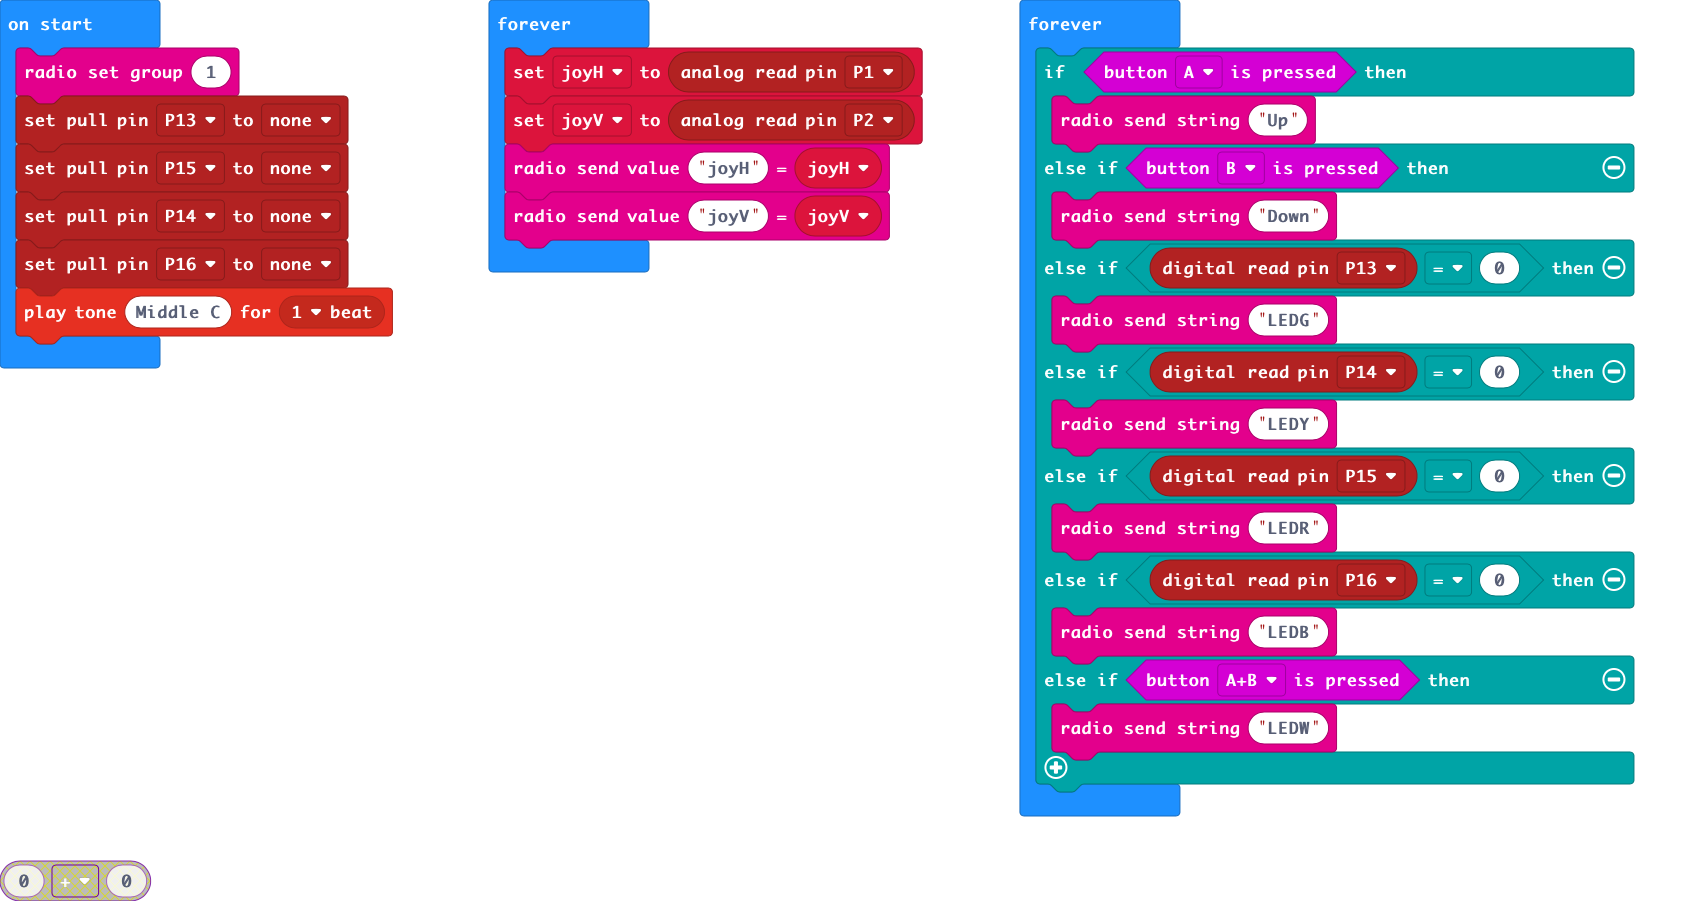 on start
radio set group 1
set pull pin P13 to none
set pull pin P15 to none
set pull pin P14 to none
set pull pin P16 to none
play tone Middle C for 1 beat
forever
set joyH to analog read pin P1
set joyV to analog read pin P2
radio send value "joyH" = joyH
radio send value "joyV" = joyV
forever
if button A is pressed then
radio send string "Up"
else if button B is pressed then
radio send string "Down"
else if digital read pin P13 = 0 then
radio send string "LEDG"
else if digital read pin P14 = 0 then
radio send string "LEDY"
else if digital read pin P15 = 0 then
radio send string "LEDR"
else if digital read pin P16 = 0 then
radio send string "LEDB"
else if button A+B is pressed then
radio send string "LEDW"
0 + 0